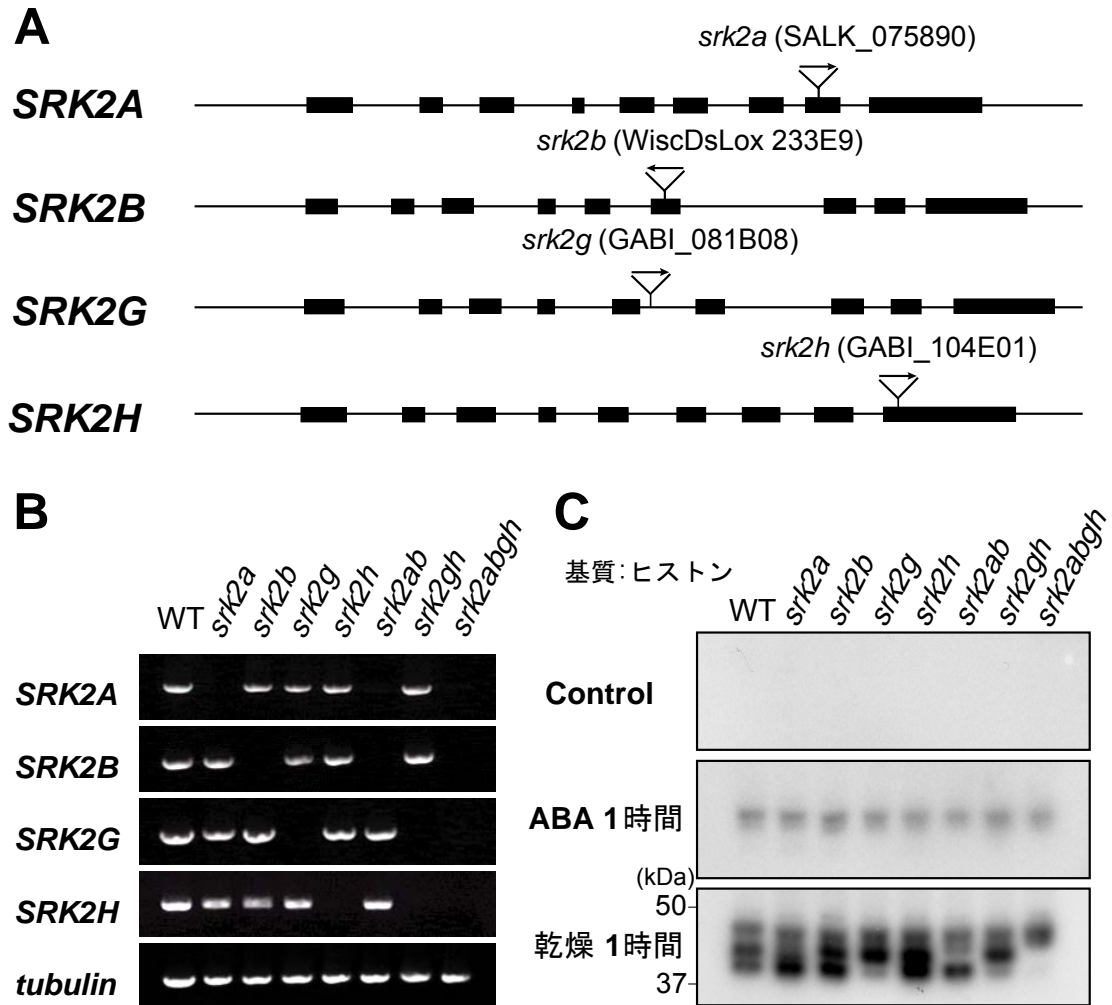 A
srk2a (SALK_075890)
SRK2A
srk2b (WiscDsLox 233E9)
SRK2B
srk2g (GABI_081B08)
SRK2G
srk2h (GABI_104E01)
SRK2H
B
WT srk2a srk2b srk2g srk2h srk2ab srk2gh srk2abgh
SRK2A
SRK2B
SRK2G
SRK2H
tubulin
C
基質:ヒストン
WT srk2a srk2b srk2g srk2h srk2ab srk2gh srk2abgh
Control
ABA 1時間
(kDa)
50
乾燥 1時間
37